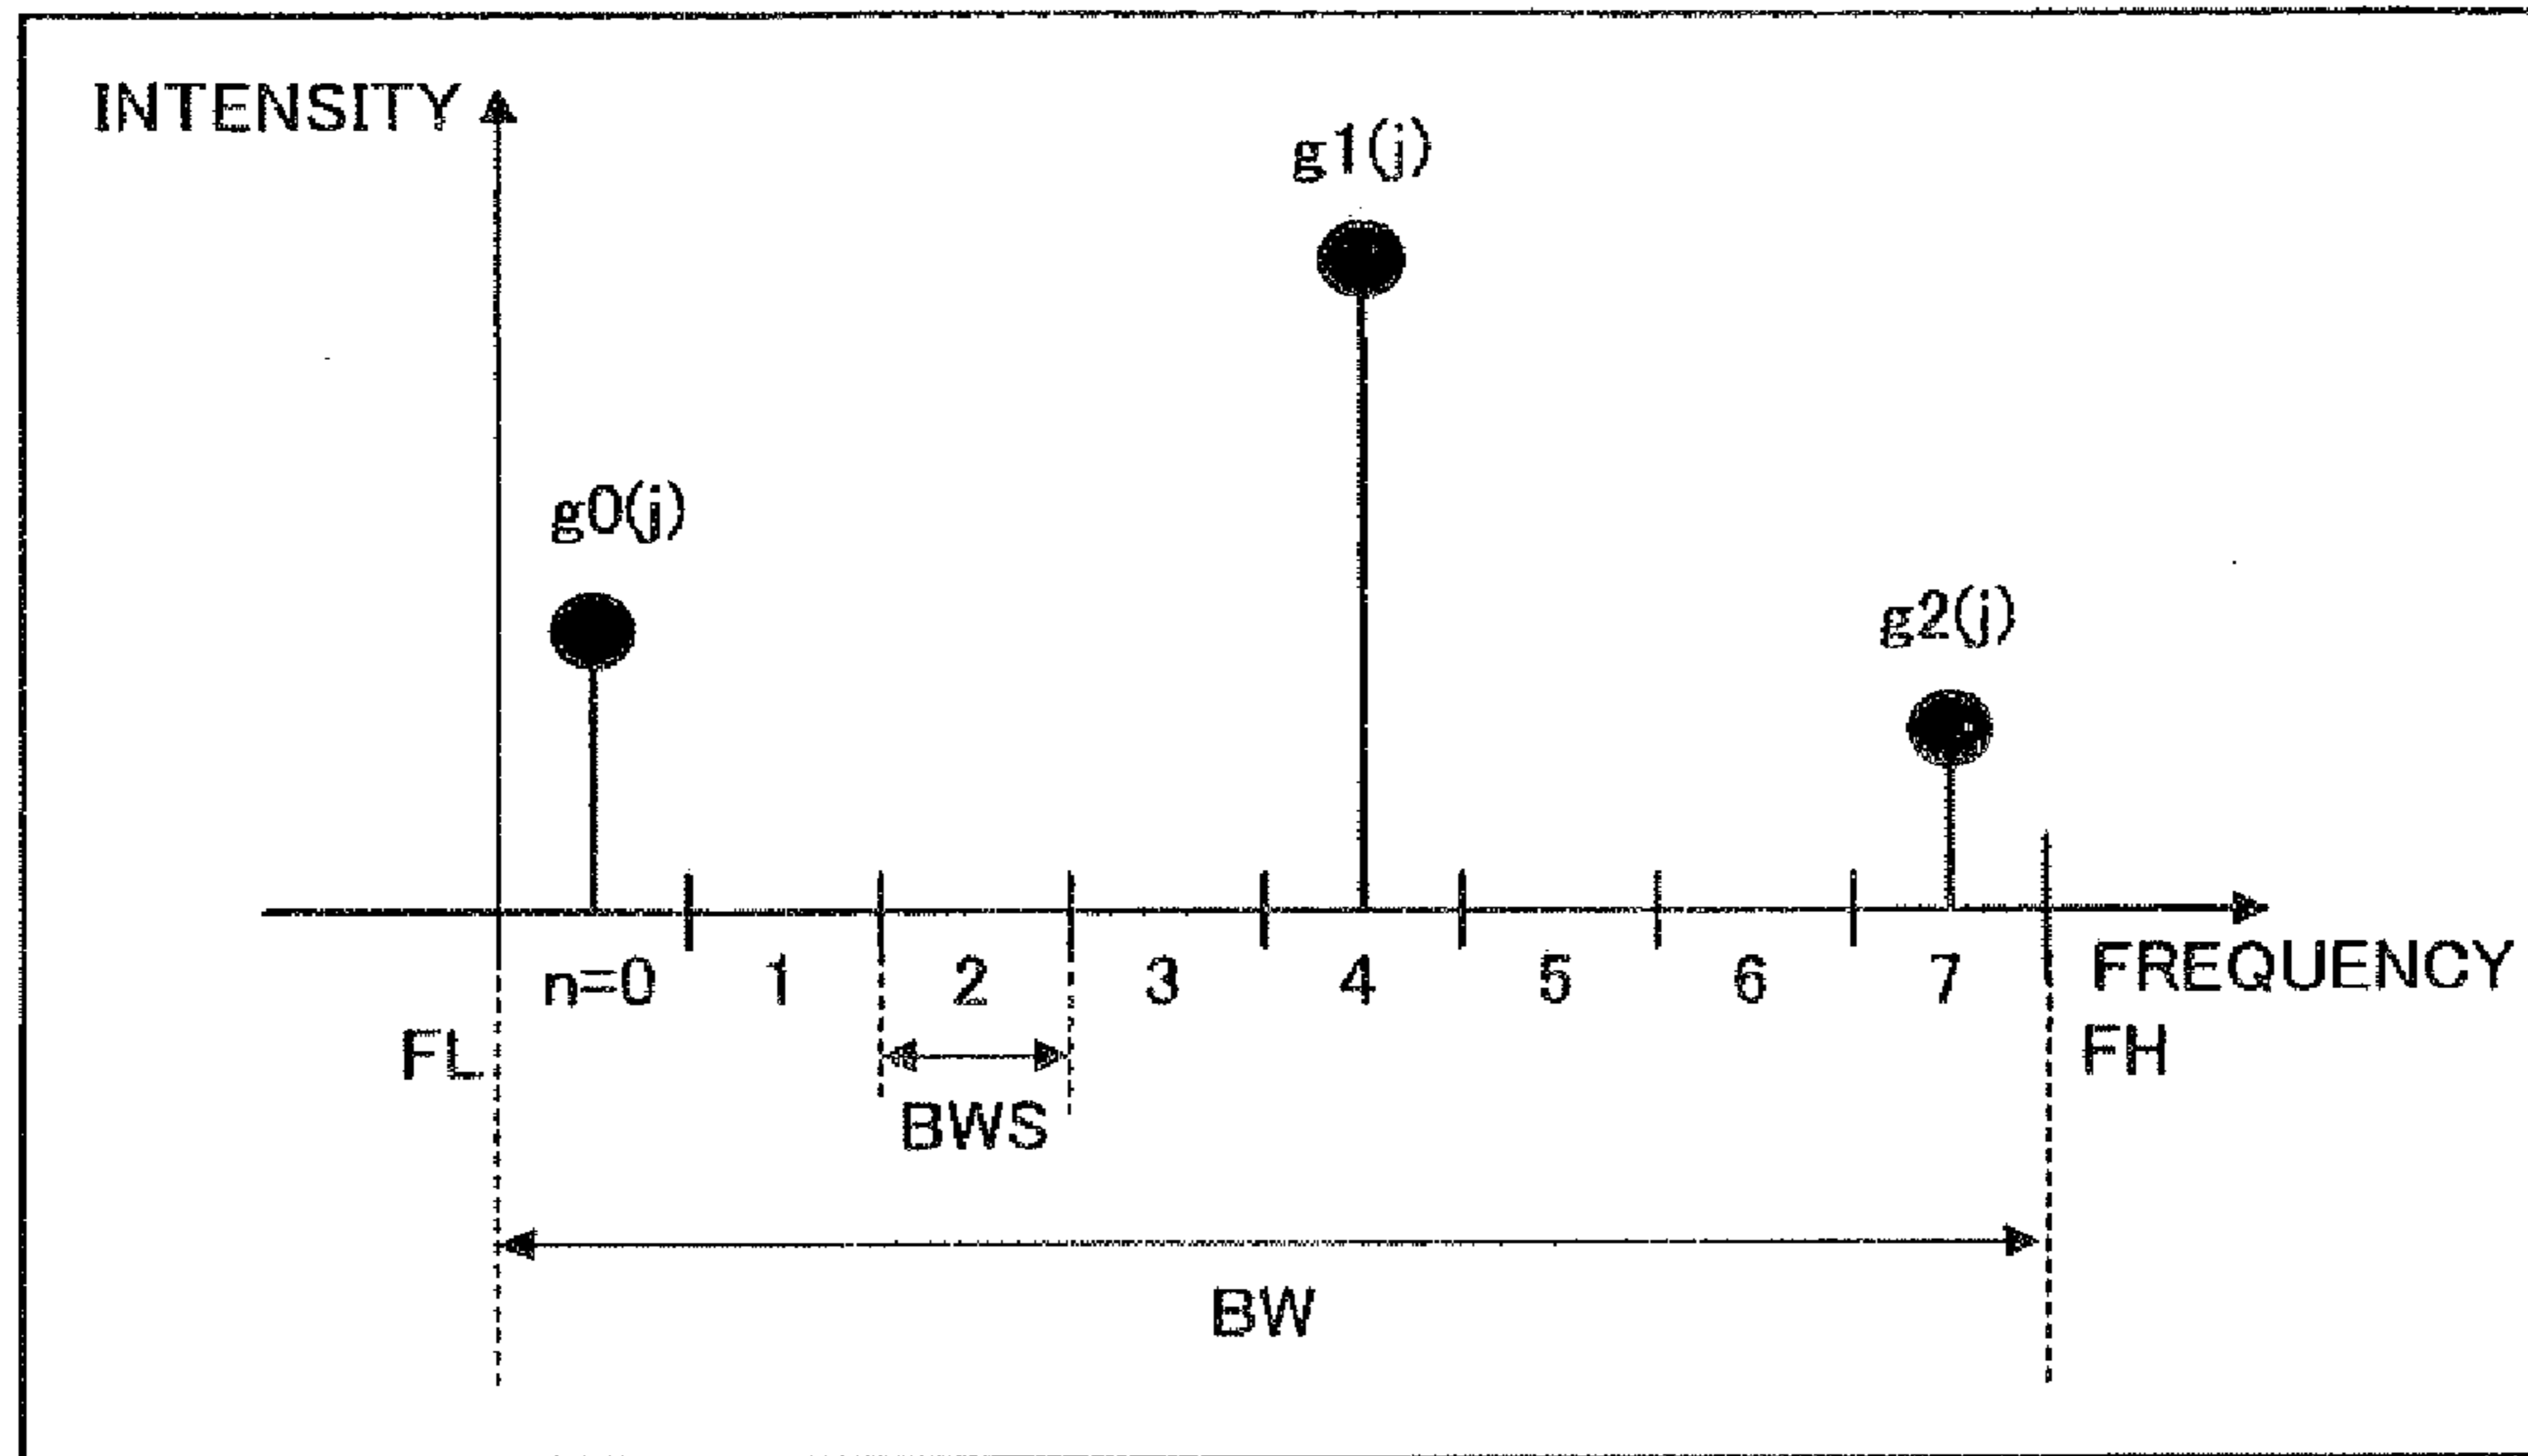 INTENSITY
g1(j)
g0(j)
g2(j)
n=0 1 2 3 4 5 6 7 FREQUENCY
FL FH
BWS
BW